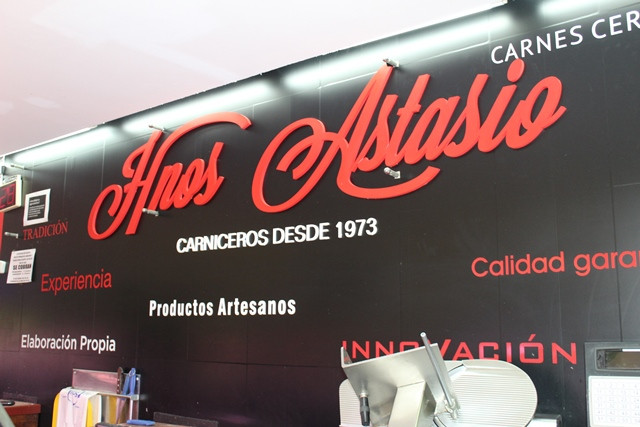 CARNES CER
Hnos Astasio
TRADICIÓN
CARNICEROS DESDE 1973
Experiencia
Calidad gara
Productos Artesanos
Elaboración Propia
INNOVACIÓN